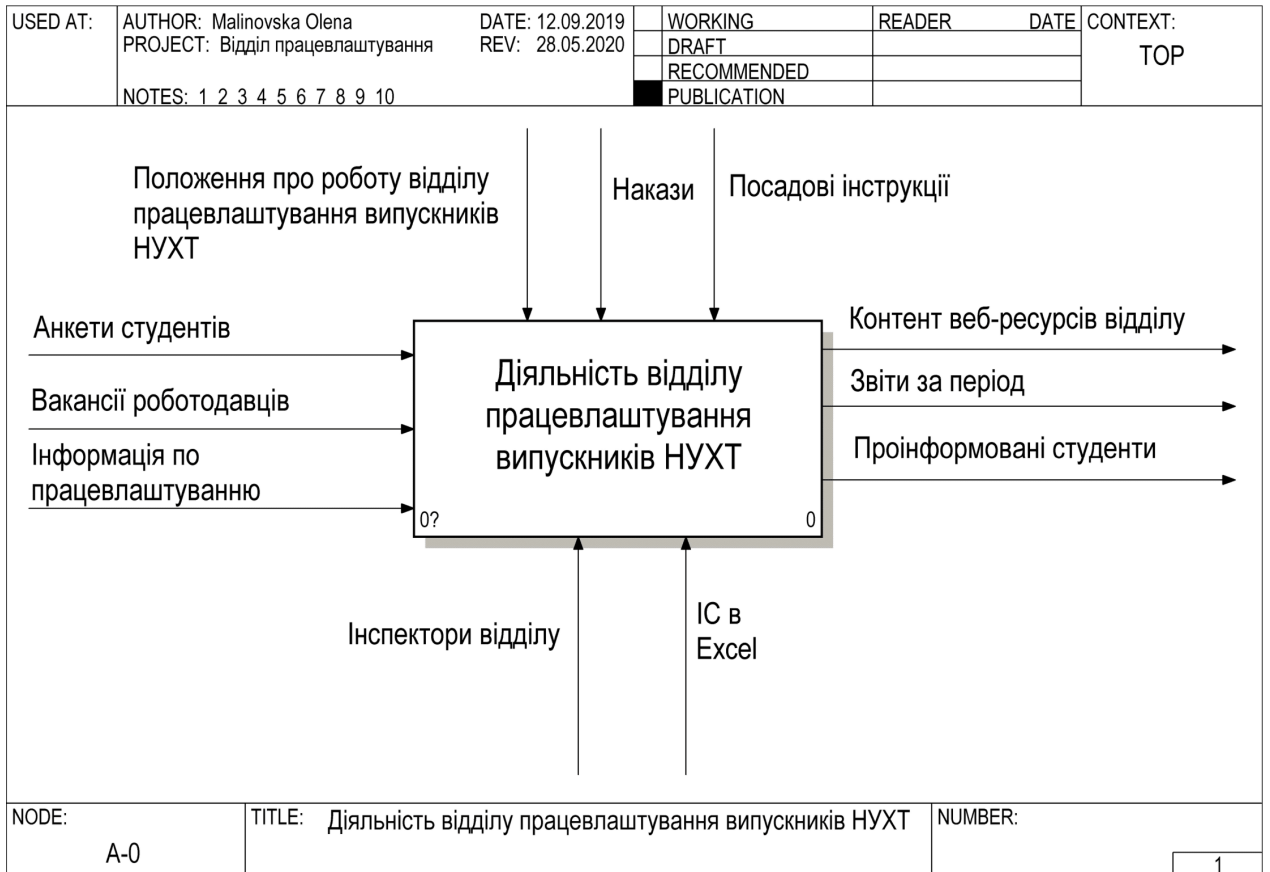 USED AT:
AUTHOR: Malinovska Olena
DATE: 12.09.2019
PROJECT: Відділ працевлаштування
REV: 28.05.2020
NOTES: 1 2 3 4 5 6 7 8 9 10
WORKING
DRAFT
RECOMMENDED
PUBLICATION
READER
DATE
CONTEXT:
TOP
Положення про роботу відділу
працевлаштування випускників
НУХТ
Накази
Посадові інструкції
Анкети студентів
Вакансії роботодавців
Інформація по
працевлаштуванню
Діяльність відділу
працевлаштування
випускників НУХТ
0?
0
Контент веб-ресурсів відділу
Звіти за період
Проінформовані студенти
Інспектори відділу
ІС в
Excel
NODE:
A-0
TITLE:
Діяльність відділу працевлаштування випускників НУХТ
NUMBER:
1